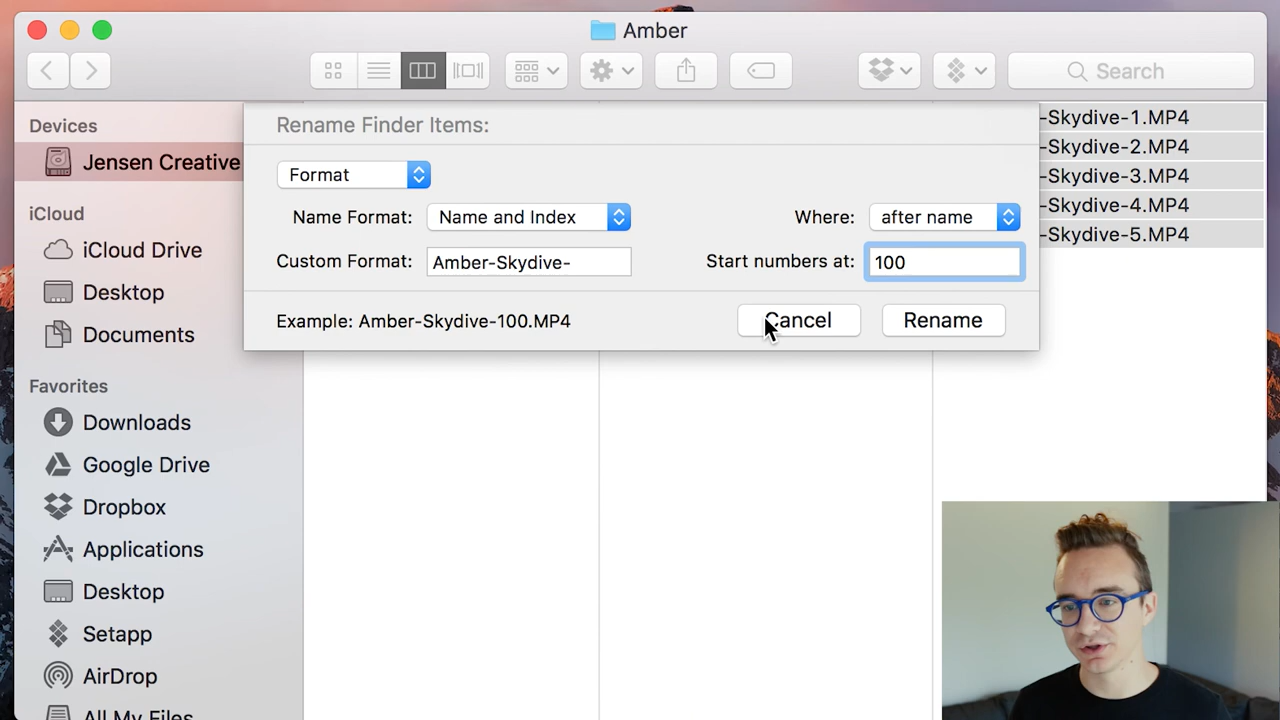 Amber
Search
Devices
Jensen Creative
iCloud
iCloud Drive
Desktop
Documents
Favorites
Downloads
Google Drive
Dropbox
Applications
Desktop
Setapp
AirDrop
All My Files
Rename Finder Items:
Format
Name Format: Name and Index
Where: after name
Custom Format: Amber-Skydive-
Start numbers at: 100
Example: Amber-Skydive-100.MP4
Cancel
Rename
-Skydive-1.MP4
-Skydive-2.MP4
-Skydive-3.MP4
-Skydive-4.MP4
-Skydive-5.MP4